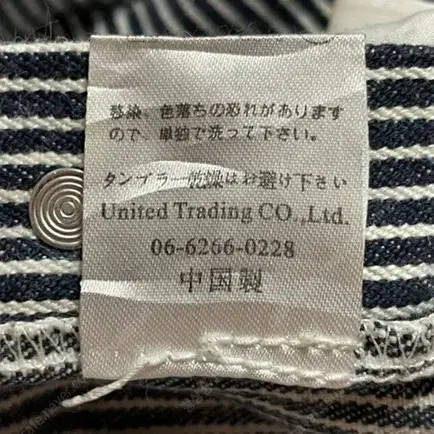 移染、色落ちの恐れがあります
ので、単独で洗って下さい。
タンブラー乾燥はお避け下さい
United Trading CO.,Ltd.
06-6266-0228
中国製